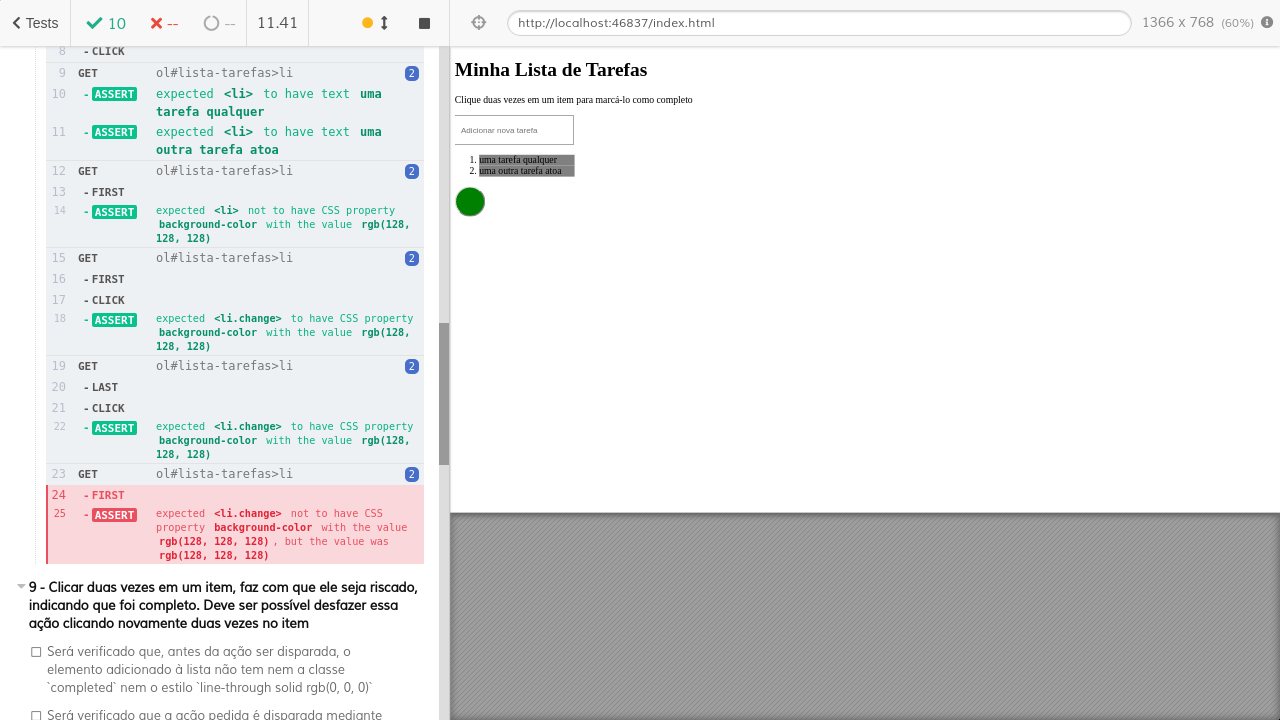 Tests 10 -- -- 11.41
http://localhost:46837/index.html 1366 x 768 (60%)
8 - CLICK
9 GET ol#lista-tarefas>li 2
10 - ASSERT expected <li> to have text uma
tarefa qualquer
11 - ASSERT expected <li> to have text uma
outra tarefa atoa
12 GET ol#lista-tarefas>li 2
13 - FIRST
14 - ASSERT expected <li> not to have CSS property
background-color with the value rgb(128,
128, 128)
15 GET ol#lista-tarefas>li 2
16 - FIRST
17 - CLICK
18 - ASSERT expected <li.change> to have CSS property
background-color with the value rgb(128,
128, 128)
19 GET ol#lista-tarefas>li 2
20 - LAST
21 - CLICK
22 - ASSERT expected <li.change> to have CSS property
background-color with the value rgb(128,
128, 128)
23 GET ol#lista-tarefas>li 2
24 - FIRST
25 - ASSERT expected <li.change> not to have CSS
property background-color with the value
rgb(128, 128, 128), but the value was
rgb(128, 128, 128)
9 - Clicar duas vezes em um item, faz com que ele seja riscado,
indicando que foi completo. Deve ser possível desfazer essa
ação clicando novamente duas vezes no item
Será verificado que, antes da ação ser disparada, o
elemento adicionado à lista não tem nem a classe
`completed` nem o estilo `line-through solid rgb(0, 0, 0)`
Será verificado que a ação pedida é disparada mediante
Minha Lista de Tarefas
Clique duas vezes em um item para marcá-lo como completo
Adicionar nova tarefa
1. uma tarefa qualquer
2. uma outra tarefa atoa